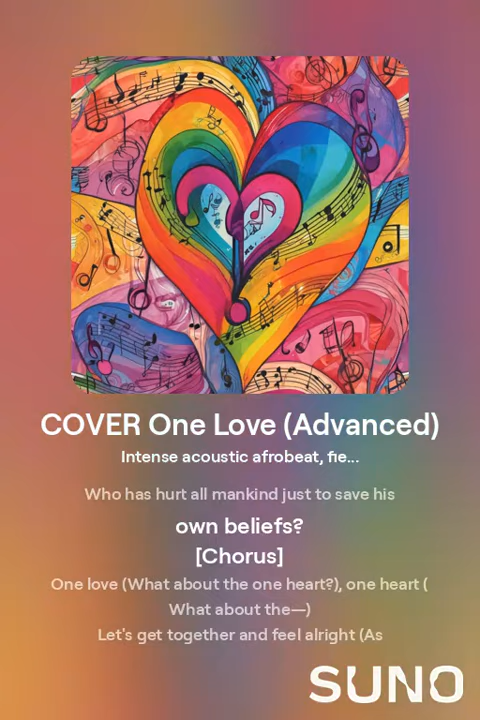 COVER One Love (Advanced)
Intense acoustic afrobeat, fie...
Who has hurt all mankind just to save his
own beliefs?
[Chorus]
One love (What about the one heart?), one heart (
What about the—)
Let's get together and feel alright (As
SUNO